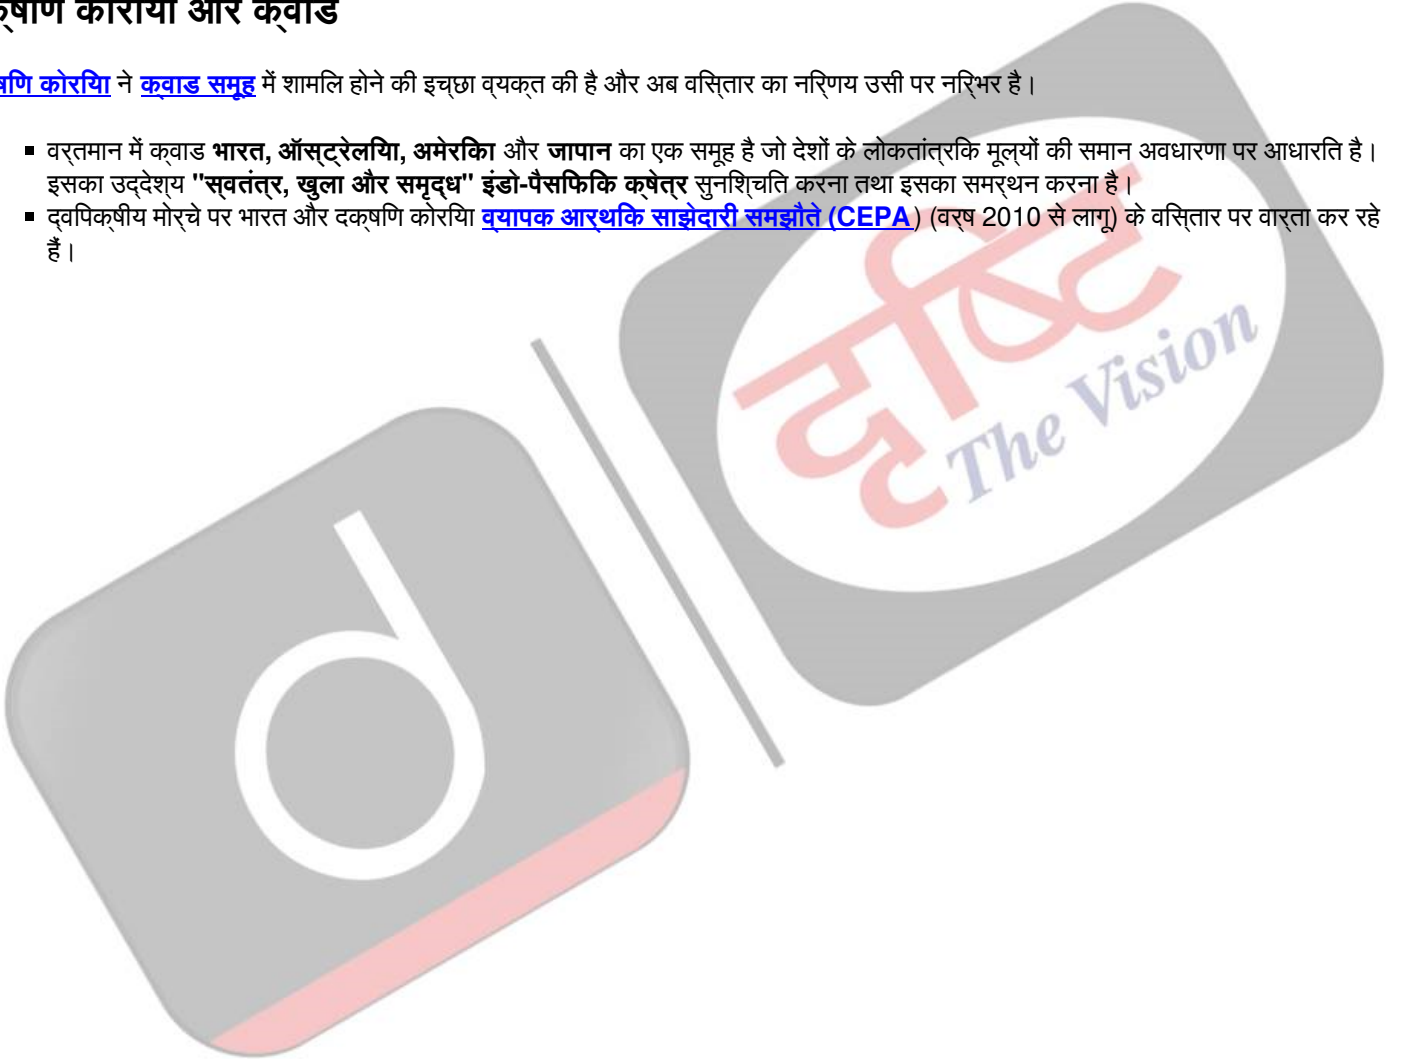 दक्षिण कोरिया और क्वाड
क्षिण कोरिया ने क्वाड समूह में शामिल होने की इच्छा व्यक्त की है और अब विस्तार का निर्णय उसी पर निर्भर है।
वर्तमान में क्वाड भारत, ऑस्ट्रेलिया, अमेरिका और जापान का एक समूह है जो देशों के लोकतांत्रिक मूल्यों की समान अवधारणा पर आधारित है।
इसका उद्देश्य "स्वतंत्र, खुला और समृद्ध" इंडो-पैसिफिक क्षेत्र सुनिश्चित करना तथा इसका समर्थन करना है।
द्विपक्षीय मोर्चे पर भारत और दक्षिण कोरिया व्यापक आर्थिक साझेदारी समझौते (CEPA) (वर्ष 2010 से लागू) के विस्तार पर वार्ता कर रहे
हैं।
दृष्टि
The Vision
d